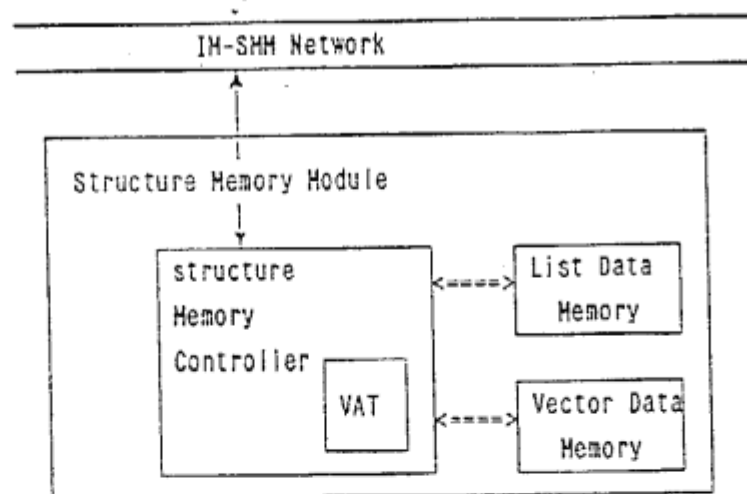 IM-SMM Network
Structure Memory Module
structure
Memory
Controller
VAT
List Data
Memory
Vector Data
Memory